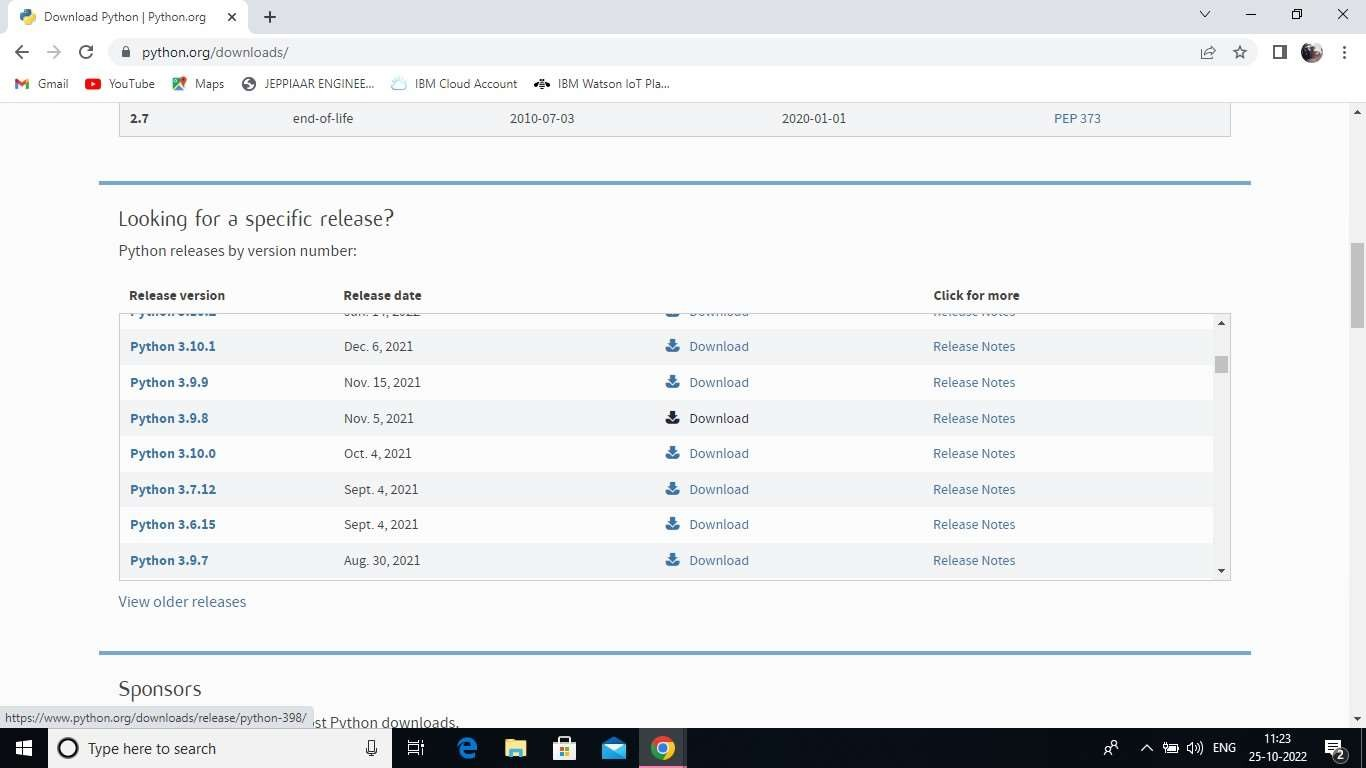 Download Python | Python.org
python.org/downloads/
Gmail YouTube Maps JEPPIAAR ENGINEE... IBM Cloud Account IBM Watson IoT Pla...
2.7 end-of-life 2010-07-03 2020-01-01 PEP 373
Looking for a specific release?
Python releases by version number:
Release version Release date Click for more
Download Release Notes
Python 3.10.1 Dec. 6, 2021 Download Release Notes
Python 3.9.9 Nov. 15, 2021 Download Release Notes
Python 3.9.8 Nov. 5, 2021 Download Release Notes
Python 3.10.0 Oct. 4, 2021 Download Release Notes
Python 3.7.12 Sept. 4, 2021 Download Release Notes
Python 3.6.15 Sept. 4, 2021 Download Release Notes
Python 3.9.7 Aug. 30, 2021 Download Release Notes
View older releases
Sponsors
https://www.python.org/downloads/release/python-398/ st Python downloads.
Type here to search
ENG
11:23
25-10-2022
2